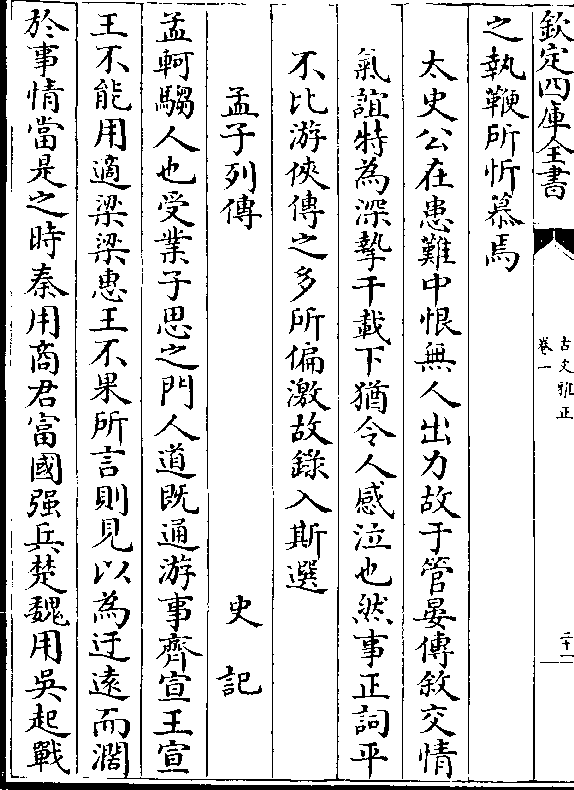 欽定四庫全書
古文雅正
卷一
二十一
之執鞭所忻慕焉
太史公在患難中恨無人出力故于管晏傳敘交情
氣誼特為深摯千載下猶令人感泣也然事正詞平
不比游俠傳之多所偏激故錄入斯選
孟子列傳 史記
孟軻騶人也受業子思之門人道既通游事齊宣王宣
王不能用適梁梁惠王不果所言則見以為迂遠而濶
於事情當是之時秦用商君富國强兵楚魏用吳起戰